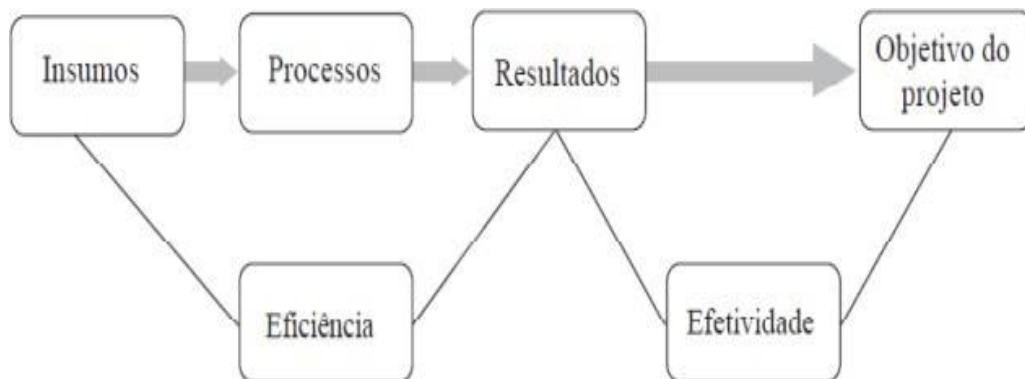 Insumos
Processos
Resultados
Objetivo do
projeto
Eficiência
Efetividade